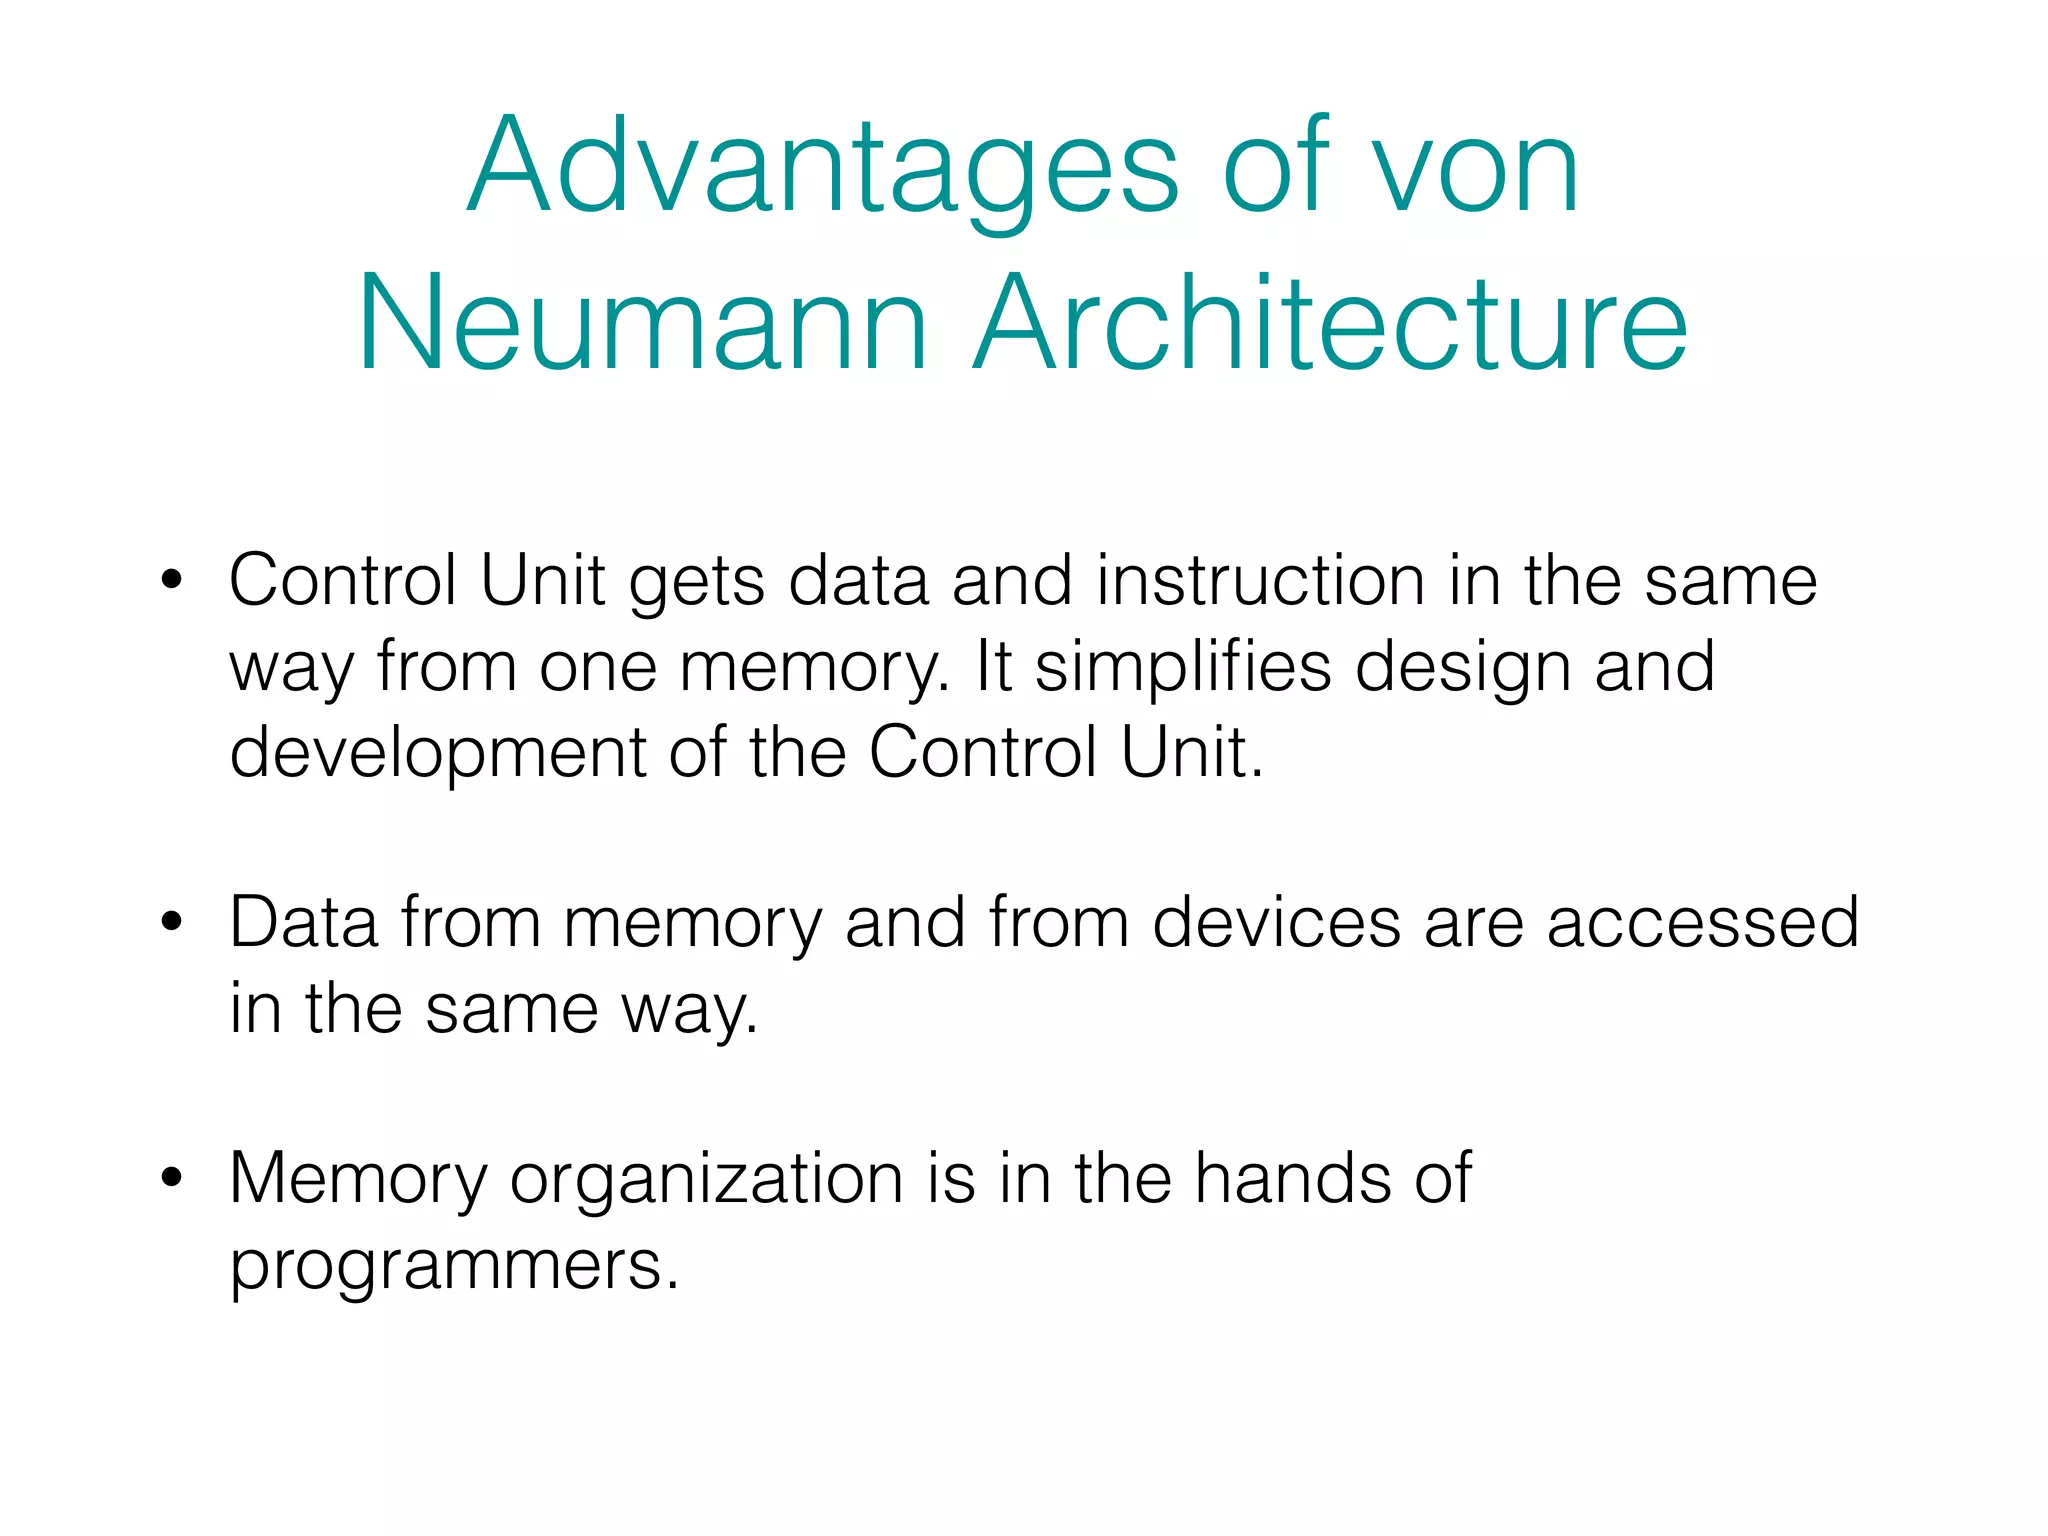 Advantages of von
Neumann Architecture
• Control Unit gets data and instruction in the same
way from one memory. It simplifies design and
development of the Control Unit.
• Data from memory and from devices are accessed
in the same way.
• Memory organization is in the hands of
programmers.